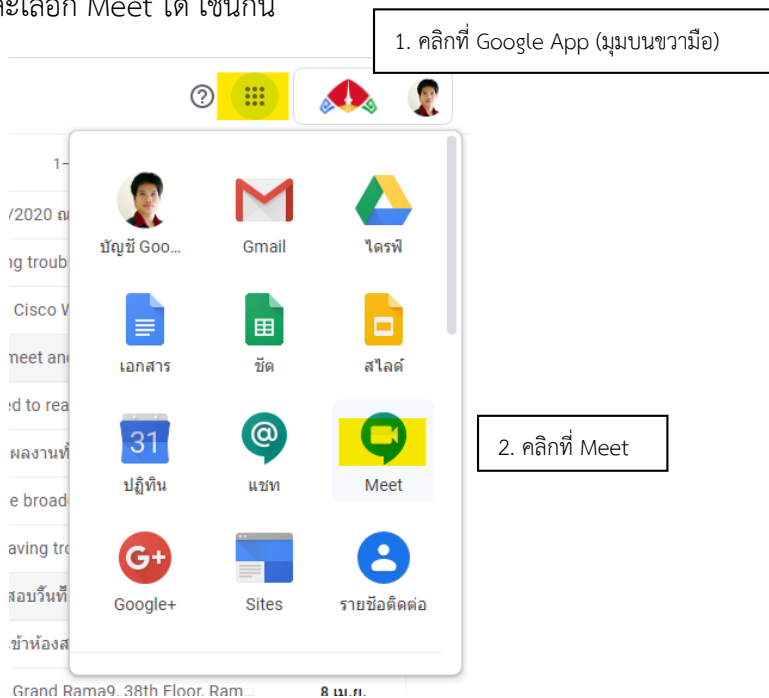 ะเลือก Meet ได้ เช่นกัน
1. คลิกที่ Google App (มุมบนขวามือ)
1-
/2020 ณ
บัญชี Goo...
Gmail
ไดรฟ์
ng troub
Cisco
เอกสาร
ชีต
สไลด์
meet and
ed to rea
31
@
2. คลิกที่ Meet
ผลงานทั้
ปฏิทิน
แชท
Meet
e broad
aving tro
G+
สอบวิ้นที่
Google+
Sites
รายชื่อติดต่อ
ข้าห้องส
Grand Rama9, 38th Floor, Ram...
8 เม.ย.